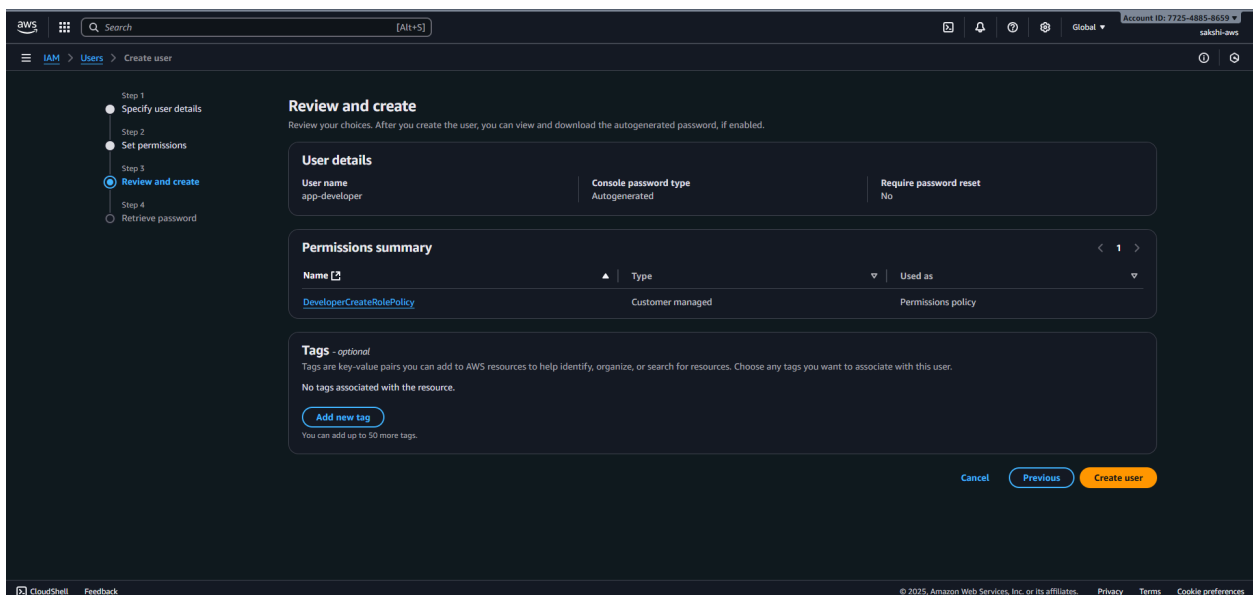 aws
Search [Alt+S]
Global
Account ID: 7725-4885-8659
sakshi-aws
IAM > Users > Create user
Step 1
Specify user details
Step 2
Set permissions
Step 3
Review and create
Step 4
Retrieve password
Review and create
Review your choices. After you create the user, you can view and download the autogenerated password, if enabled.
User details
User name
app-developer
Console password type
Autogenerated
Require password reset
No
Permissions summary
1
Name Type Used as
DeveloperCreateRolePolicy Customer managed Permissions policy
Tags - optional
Tags are key-value pairs you can add to AWS resources to help identify, organize, or search for resources. Choose any tags you want to associate with this user.
No tags associated with the resource.
Add new tag
You can add up to 50 more tags.
Cancel Previous Create user
CloudShell Feedback © 2025, Amazon Web Services, Inc. or its affiliates. Privacy Terms Cookie preferences